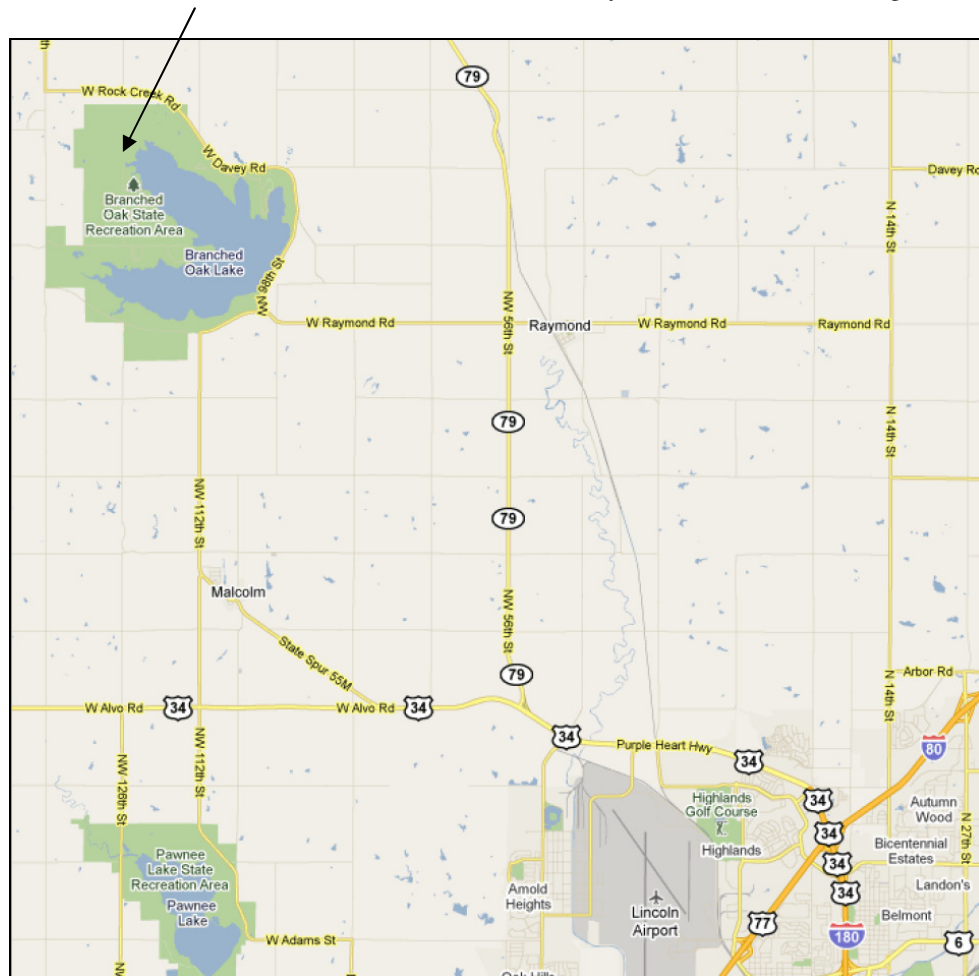 79
W Rock Creek Rd
W Davey Rd
Davey Rd
Branched
Oak State
Recreation Area
N 14th St
Branched
Oak Lake
NW 98th St
NW 56th St
W Raymond Rd
Raymond
W Raymond Rd
Raymond Rd
79
N 14th St
NW 112th St
79
Malcolm
NW 56th St
State Spur 55M
79
Arbor Rd
N 14th St
W Alvo Rd
34
W Alvo Rd
34
34
Purple Heart Hwy
34
80
NW 126th St
NW 112th St
Highlands
Golf Course
34
Autumn
Wood
N 27th St
34
Highlands
Bicentennial
Estates
Pawnee
Lake State
Recreation Area
34
Arnold
Heights
34
Landon's
Pawnee
Lake
Lincoln
Airport
77
Belmont
180
6
W Adams St